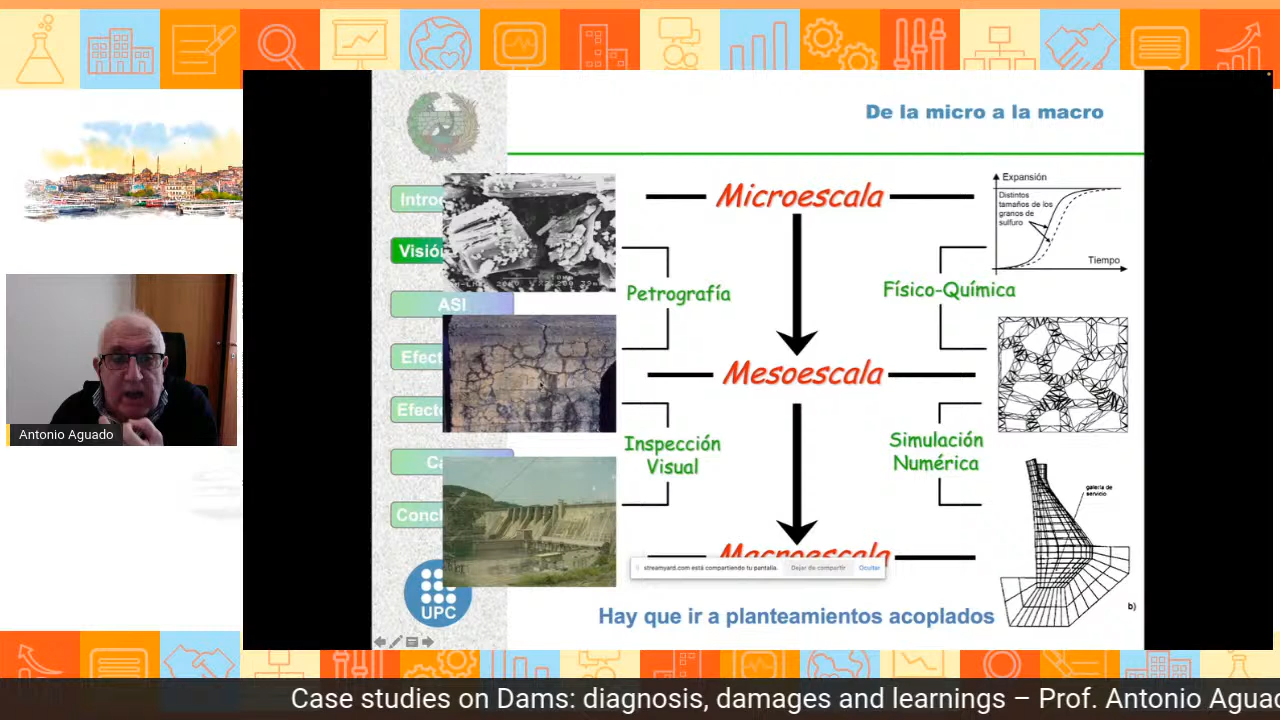 De la micro a la macro
Introd
Visió
ASI
Efect
Efect
Ca
Concl
UPC
Microescala
Petrografía
Físico-Química
Mesoescala
Inspección
Visual
Simulación
Numérica
Macroescala
Expansión
Distintos
tamaños de los
granos de
sulfuro
Tiempo
galería de
servicio
b)
streamyard.com está compartiendo tu pantalla.
Dejar de compartir
Ocultar
Hay que ir a planteamientos acoplados
Antonio Aguado
Case studies on Dams: diagnosis, damages and learnings – Prof. Antonio Aguad